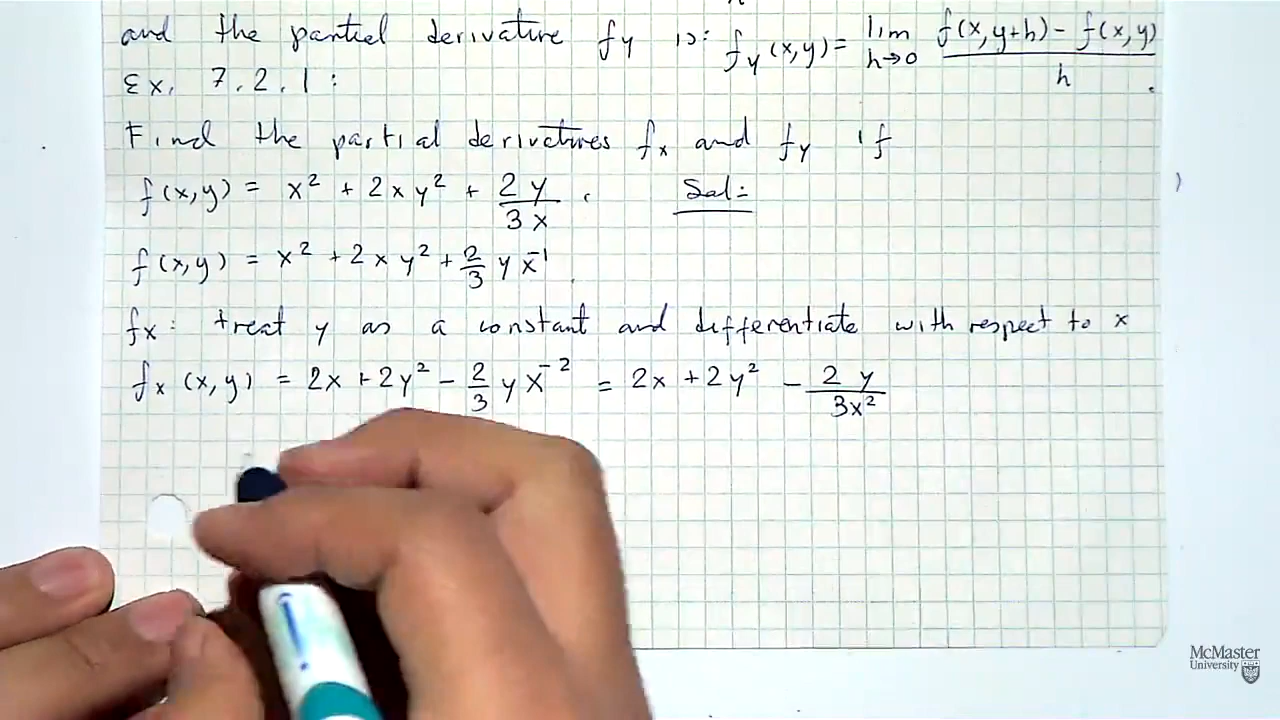 and the partial derivative fy is: fy(x,y) = lim h→0 f(x,y+h) - f(x,y) / h .
Ex. 7.2.1:
Find the partial derivatives fx and fy if
f(x,y) = x² + 2xy² + 2y/3x . Sol:
f(x,y) = x² + 2xy² + 2/3 y x⁻¹
fx: treat y as a constant and differentiate with respect to x
fx(x,y) = 2x + 2y² - 2/3 y x⁻² = 2x + 2y² - 2y/3x²
McMaster
University